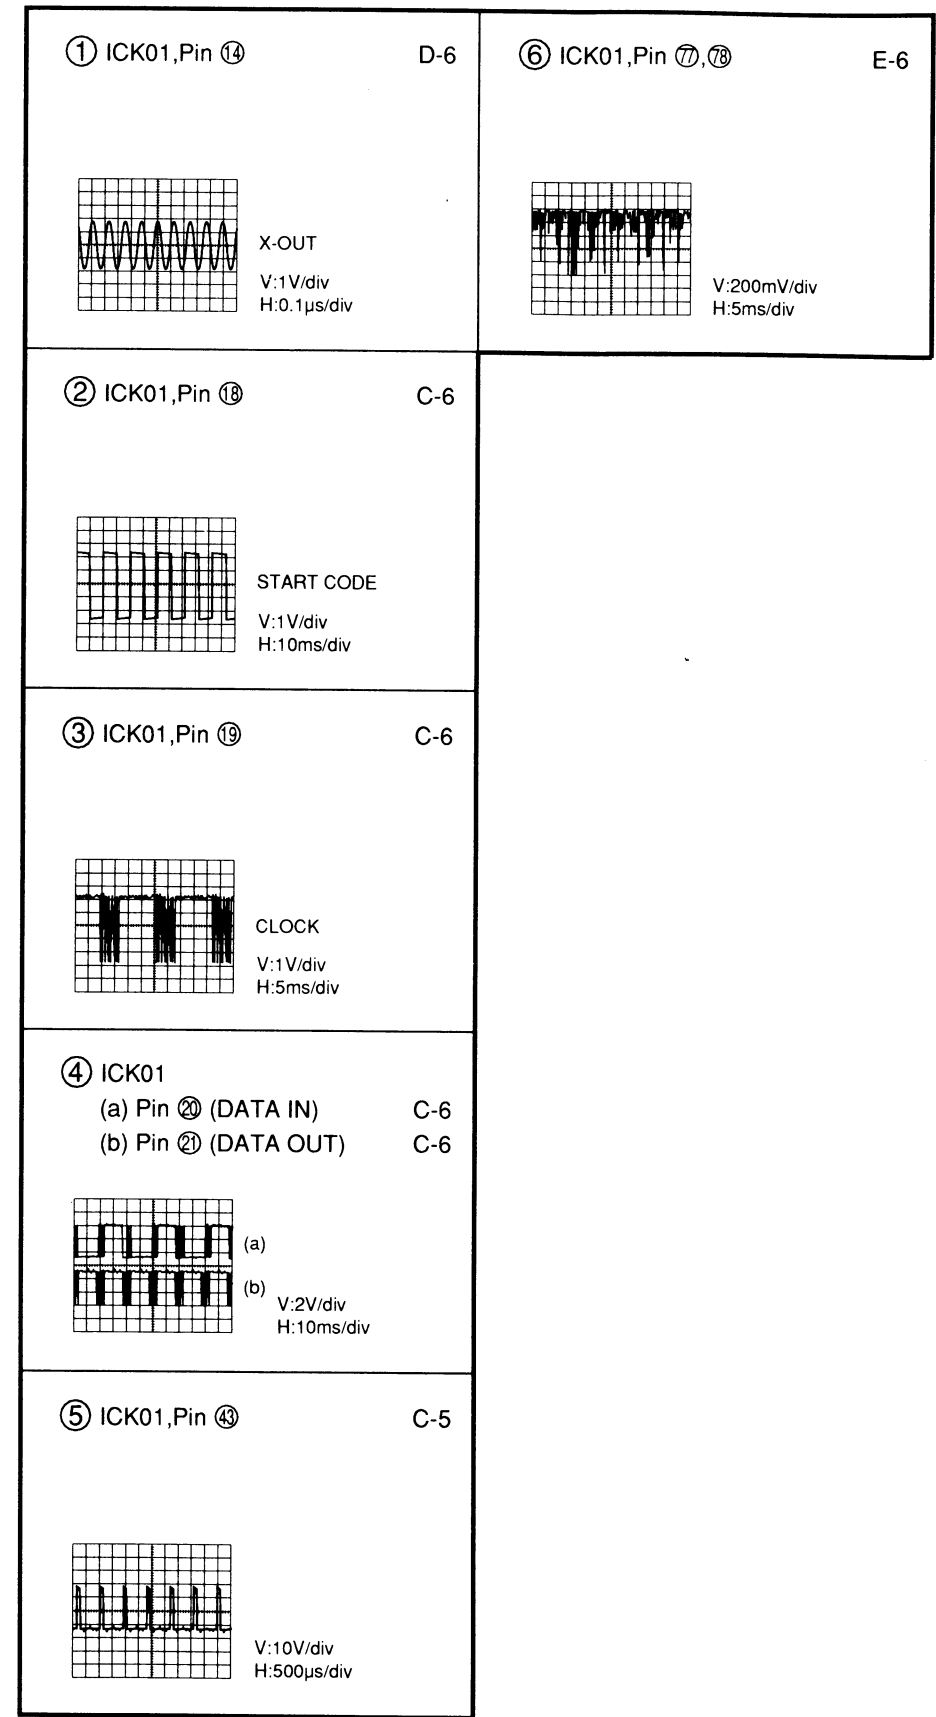 ① ICK01,Pin ⑭ D-6
X-OUT
V:1V/div
H:0.1µs/div
② ICK01,Pin ⑱ C-6
START CODE
V:1V/div
H:10ms/div
③ ICK01,Pin ⑲ C-6
CLOCK
V:1V/div
H:5ms/div
④ ICK01
(a) Pin ⑳ (DATA IN) C-6
(b) Pin ㉑ (DATA OUT) C-6
(a)
(b)
V:2V/div
H:10ms/div
⑤ ICK01,Pin ㊸ C-5
V:10V/div
H:500µs/div
⑥ ICK01,Pin 77,78 E-6
V:200mV/div
H:5ms/div